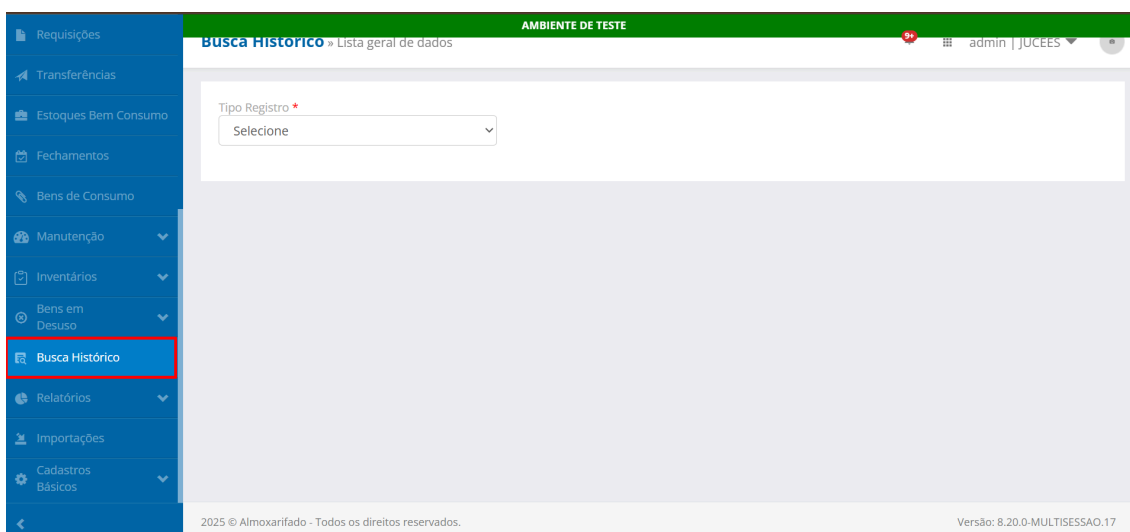 AMBIENTE DE TESTE
Busca Histórico » Lista geral de dados
9+
admin | JUCEES
Requisições
Transferências
Estoques Bem Consumo
Fechamentos
Bens de Consumo
Manutenção
Inventários
Bens em
Desuso
Busca Histórico
Relatórios
Importações
Cadastros
Básicos
Tipo Registro *
Selecione
2025 © Almoxarifado - Todos os direitos reservados.
Versão: 8.20.0-MULTISESSAO.17